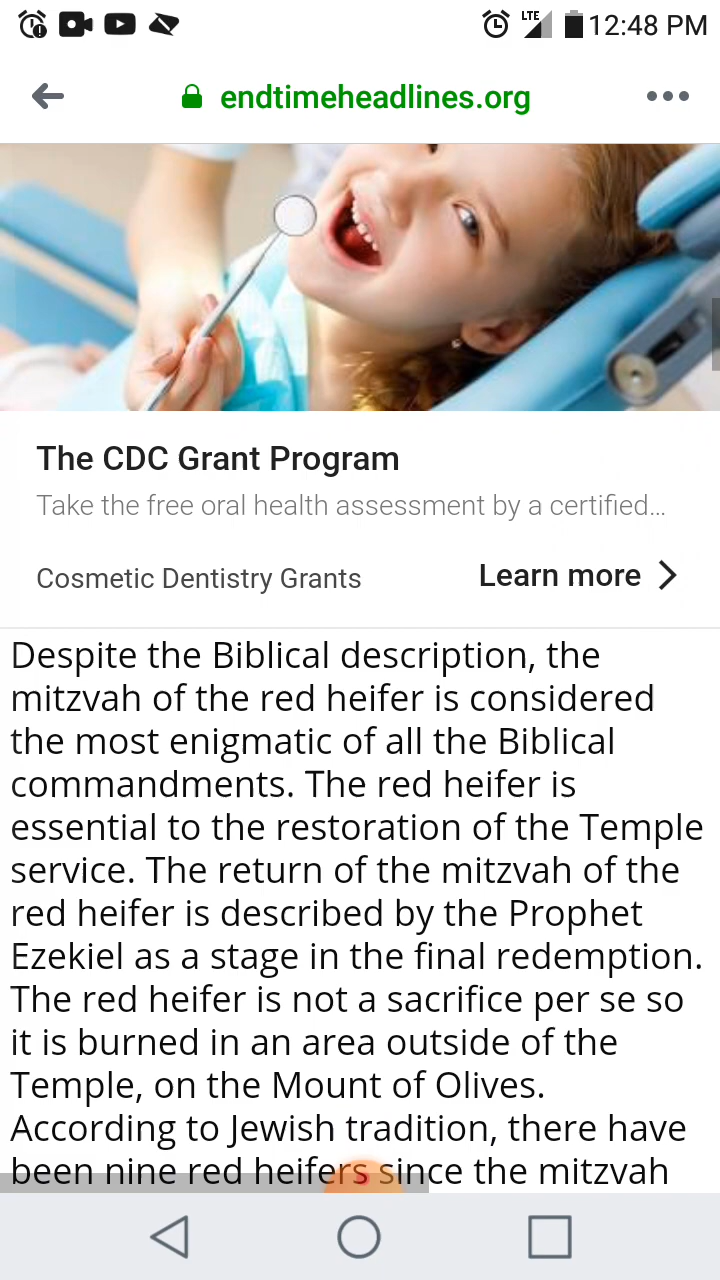 LTE
12:48 PM
endtimeheadlines.org
The CDC Grant Program
Take the free oral health assessment by a certified...
Cosmetic Dentistry Grants
Learn more
Despite the Biblical description, the
mitzvah of the red heifer is considered
the most enigmatic of all the Biblical
commandments. The red heifer is
essential to the restoration of the Temple
service. The return of the mitzvah of the
red heifer is described by the Prophet
Ezekiel as a stage in the final redemption.
The red heifer is not a sacrifice per se so
it is burned in an area outside of the
Temple, on the Mount of Olives.
According to Jewish tradition, there have
been nine red heifers since the mitzvah